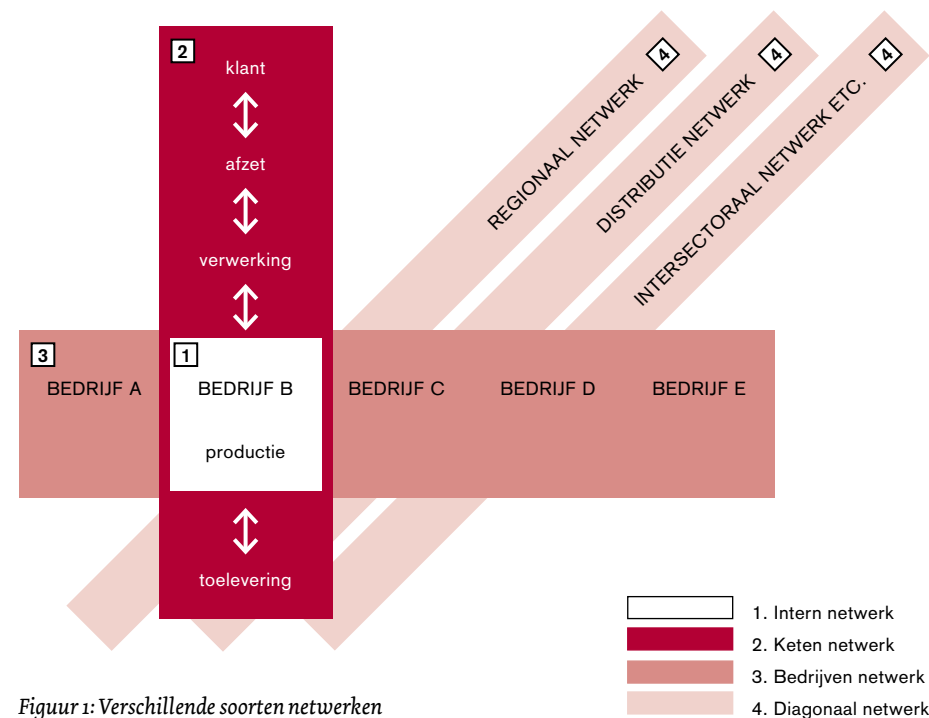 2
klant
afzet
verwerking
4
REGIONAAL NETWERK
4
DISTRIBUTIE NETWERK
4
INTERSECTORAAL NETWERK ETC.
3
1
BEDRIJF A
BEDRIJF B
BEDRIJF C
BEDRIJF D
BEDRIJF E
productie
toelevering
1. Intern netwerk
2. Keten netwerk
3. Bedrijven netwerk
4. Diagonaal netwerk
Figuur 1: Verschillende soorten netwerken